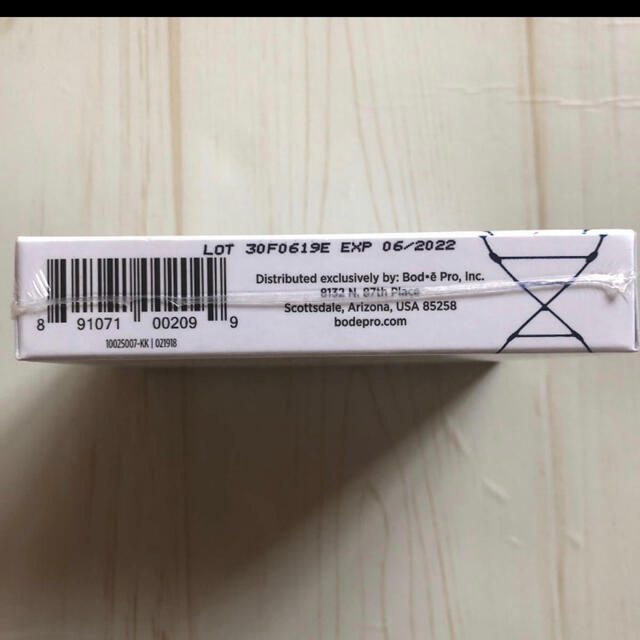 LOT 30F0619E EXP 06/2022
Distributed exclusively by: Bod•ē Pro, Inc.
8132 N. 87th Place
Scottsdale, Arizona, USA 85258
bodepro.com
8 91071 00209 9
10025007-KK | 021918